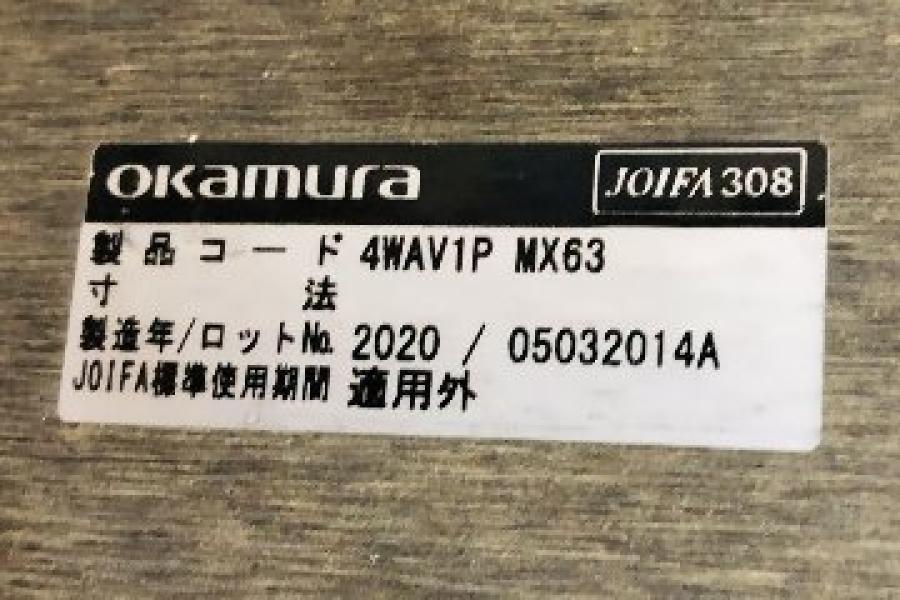 okamura JOIFA308
製品コード 4WAV1P MX63
寸法
製造年/ロットNo. 2020 / 05032014A
JOIFA標準使用期間 適用外